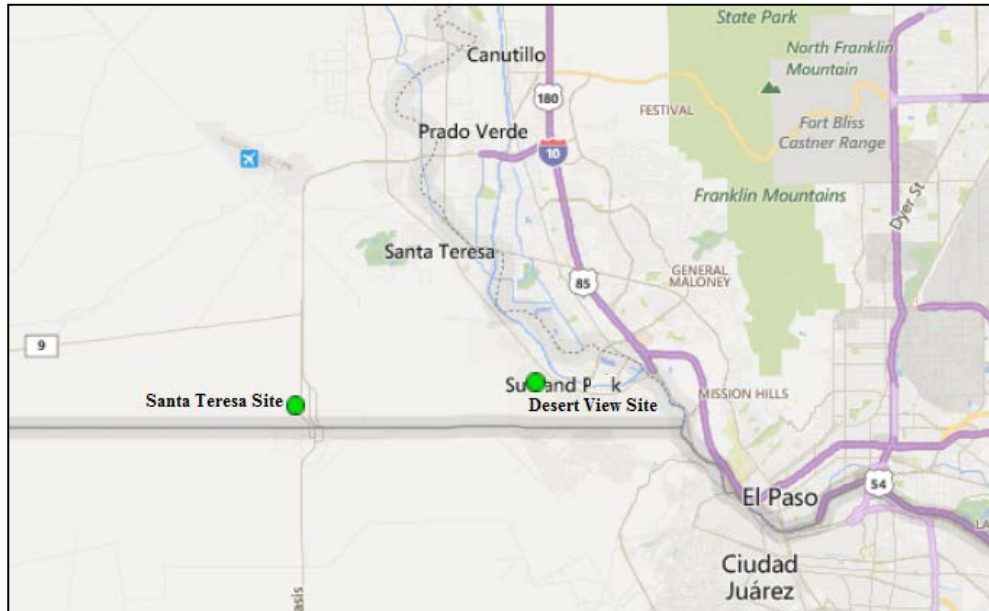 State Park
Canutillo
North Franklin
Mountain
180
FESTIVAL
Fort Bliss
Castner Range
Prado Verde
10
Franklin Mountains
Dyer St
Santa Teresa
GENERAL
MALONEY
85
9
Santa Teresa Site
Desert View Site
MISSION HILLS
El Paso
54
Ciudad
Juárez